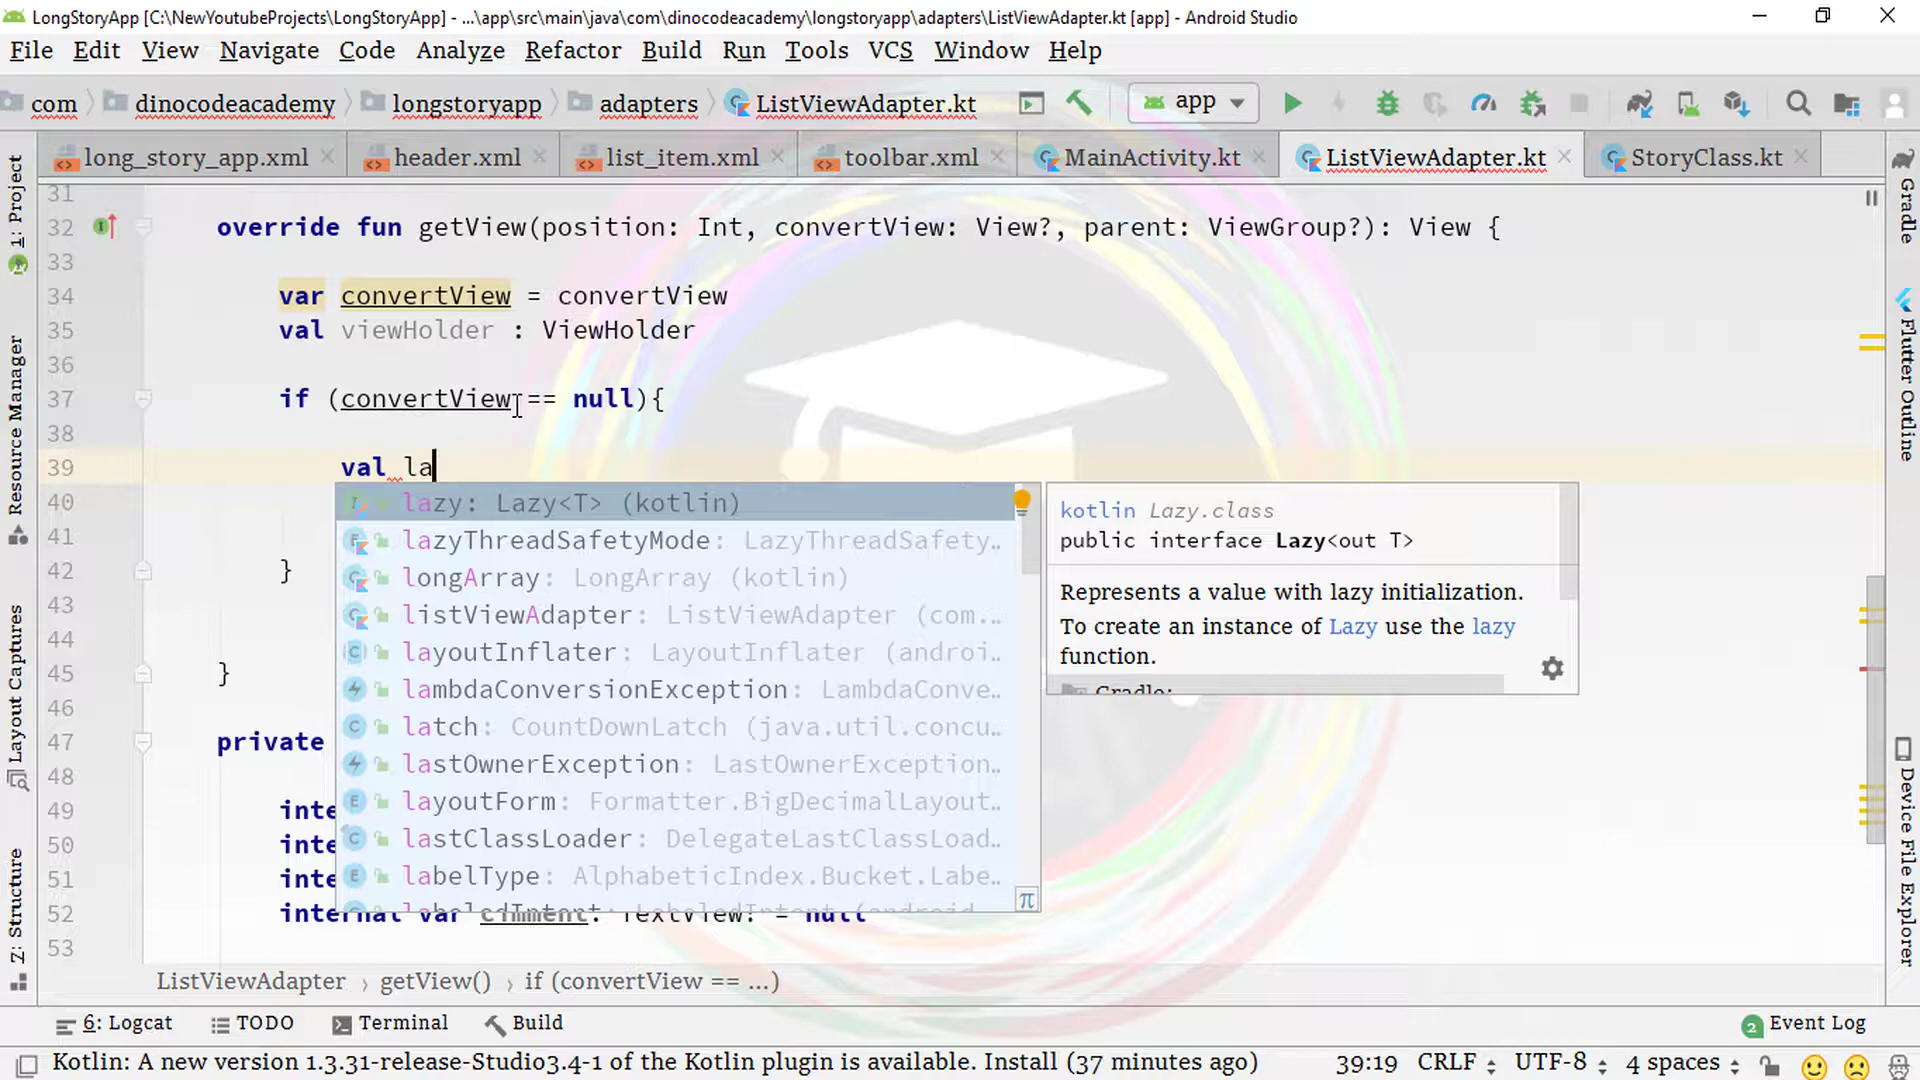 LongStoryApp [C:\NewYoutubeProjects\LongStoryApp] - ...\app\src\main\java\com\dinocodeacademy\longstoryapp\adapters\ListViewAdapter.kt [app] - Android Studio
File Edit View Navigate Code Analyze Refactor Build Run Tools VCS Window Help
com dinocodeacademy longstoryapp adapters ListViewAdapter.kt app
long_story_app.xml header.xml list_item.xml toolbar.xml MainActivity.kt ListViewAdapter.kt StoryClass.kt
31
32 override fun getView(position: Int, convertView: View?, parent: ViewGroup?): View {
33
34 var convertView = convertView
35 val viewHolder : ViewHolder
36
37 if (convertView == null){
38
39 val la
40
41
42 }
43
44
45 }
46
47 private
48
49 inte
50 inte
51 inte
52 internal var cimment: TextView? = null
53
lazy: Lazy<T> (kotlin)
lazyThreadSafetyMode: LazyThreadSafety…
longArray: LongArray (kotlin)
listViewAdapter: ListViewAdapter (com.…
layoutInflater: LayoutInflater (androi…
lambdaConversionException: LambdaConve…
latch: CountDownLatch (java.util.concu…
lastOwnerException: LastOwnerException…
layoutForm: Formatter.BigDecimalLayout…
lastClassLoader: DelegateLastClassLoad…
labelType: AlphabeticIndex.Bucket.Labe…
π
kotlin Lazy.class
public interface Lazy<out T>
Represents a value with lazy initialization.
To create an instance of Lazy use the lazy
function.
Gradle:
1: Project
Resource Manager
Layout Captures
Z: Structure
Gradle
Flutter Outline
Device File Explorer
ListViewAdapter › getView() › if (convertView == ...)
6: Logcat TODO Terminal Build 2 Event Log
Kotlin: A new version 1.3.31-release-Studio3.4-1 of the Kotlin plugin is available. Install (37 minutes ago) 39:19 CRLF UTF-8 4 spaces